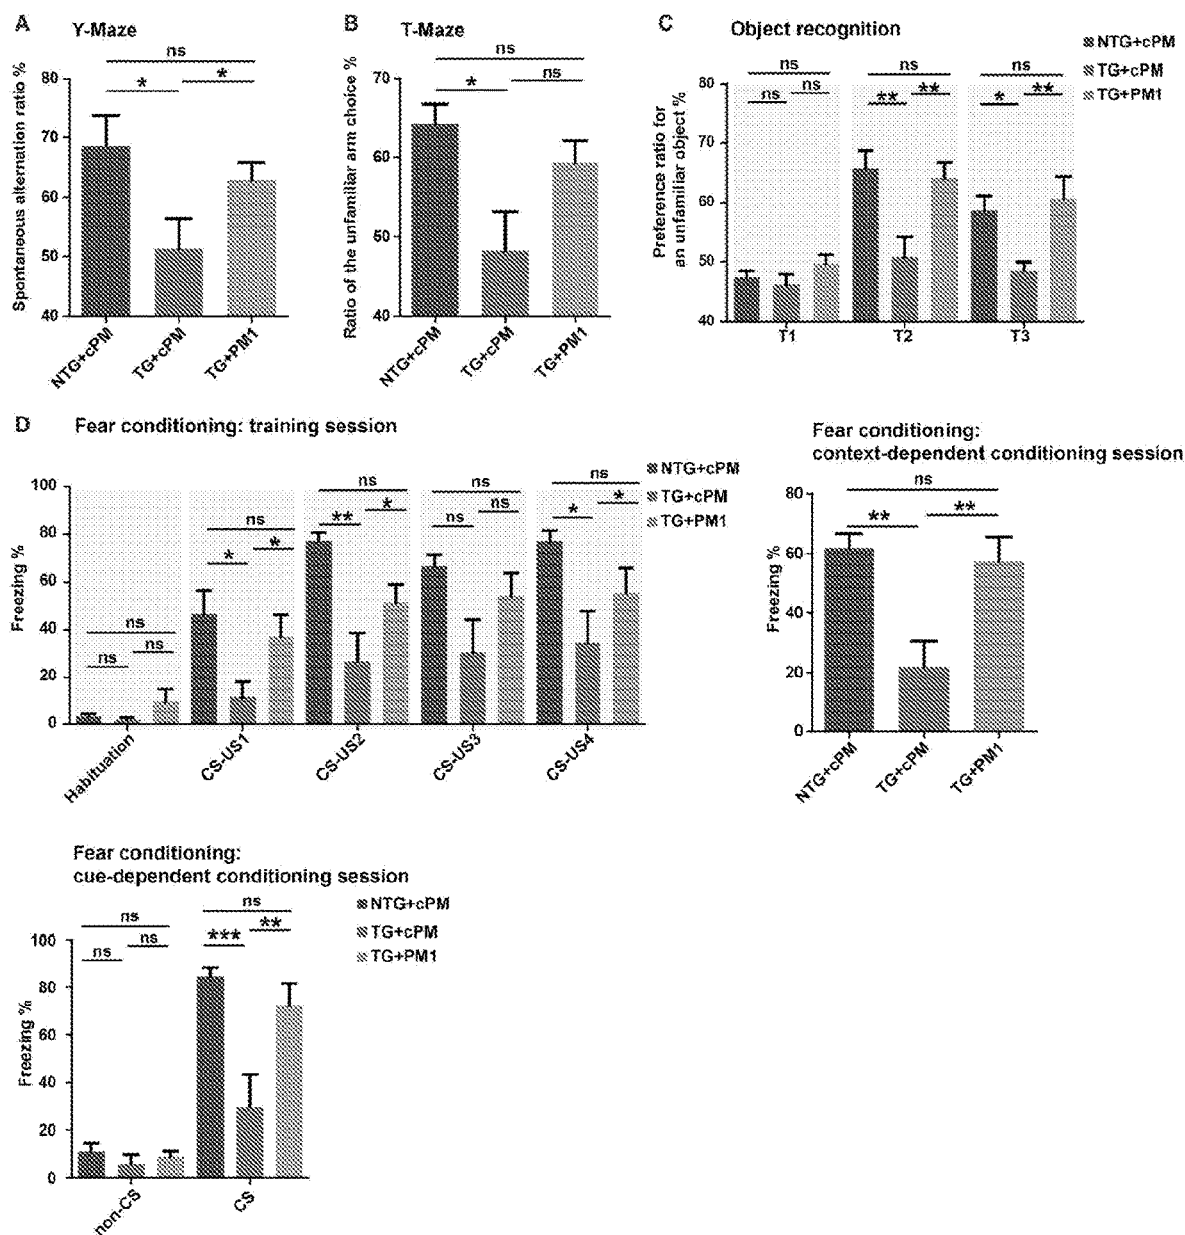 A Y-Maze
ns
* *
Spontaneous alternation ratio %
80
70
60
50
40
NTG+cPM
TG+cPM
TG+PM1
B T-Maze
ns
* ns
Ratio of the unfamiliar arm choice %
70
60
50
40
NTG+cPM
TG+cPM
TG+PM1
C Object recognition
NTG+cPM
TG+cPM
TG+PM1
Preference ratio for
an unfamiliar object %
80
70
60
50
40
ns
ns ns
ns
** **
ns
* **
T1 T2 T3
D Fear conditioning: training session
NTG+cPM
TG+cPM
TG+PM1
Freezing %
100
80
60
40
20
0
ns
ns ns
ns
* *
ns
** *
ns
ns ns
ns
* *
Habituation
CS-US1
CS-US2
CS-US3
CS-US4
Fear conditioning:
context-dependent conditioning session
ns
** **
Freezing %
80
60
40
20
0
NTG+cPM
TG+cPM
TG+PM1
Fear conditioning:
cue-dependent conditioning session
NTG+cPM
TG+cPM
TG+PM1
ns
ns ns
ns
*** **
Freezing %
100
80
60
40
20
0
non-CS
CS